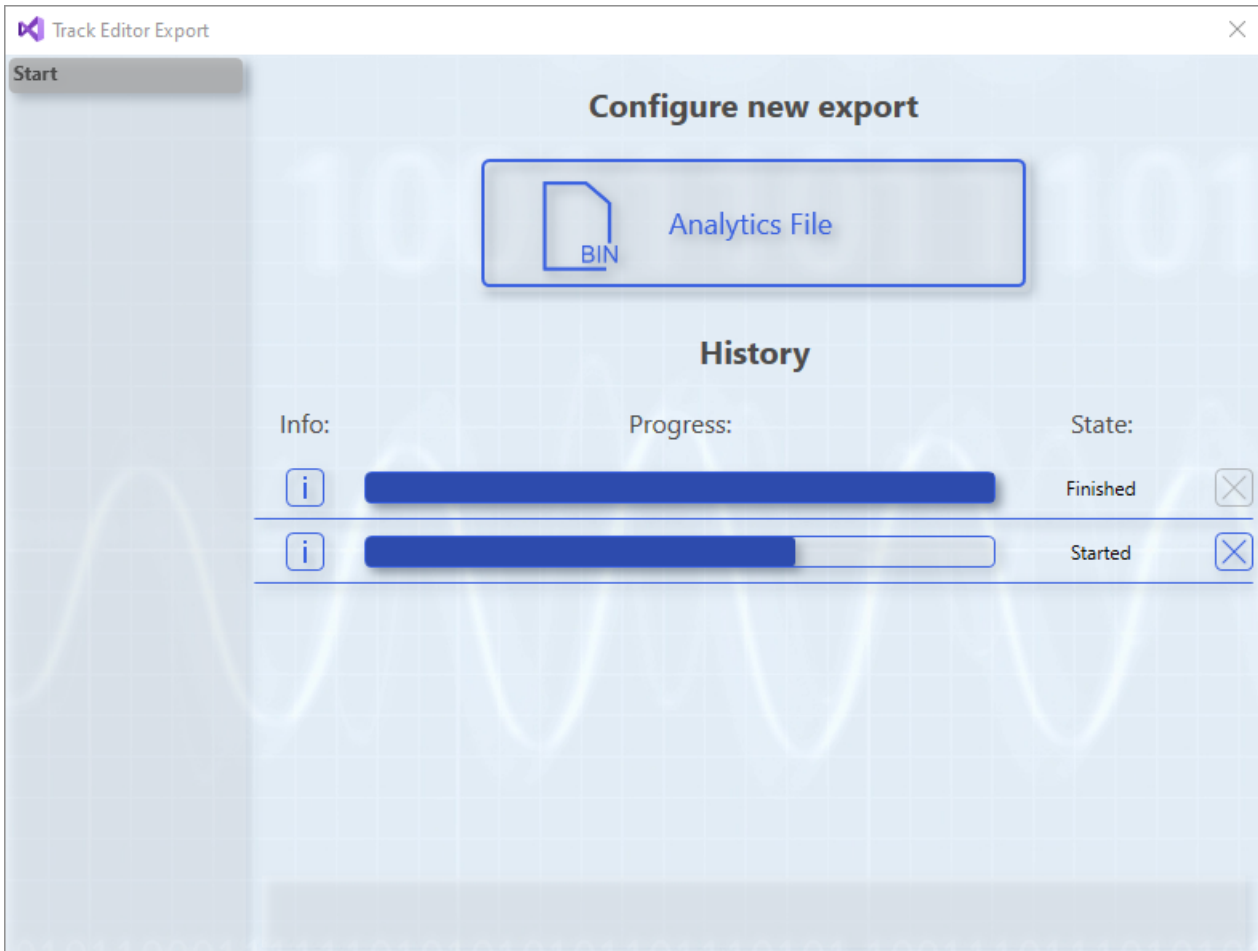 Track Editor Export
Start
Configure new export
BIN
Analytics File
History
Info: Progress: State:
i Finished
i Started